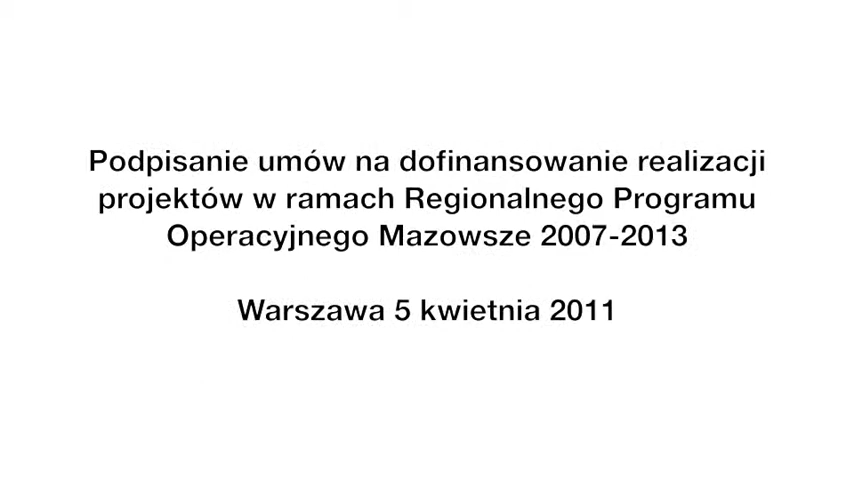 Podpisanie umów na dofinansowanie realizacji
projektów w ramach Regionalnego Programu
Operacyjnego Mazowsze 2007-2013
Warszawa 5 kwietnia 2011